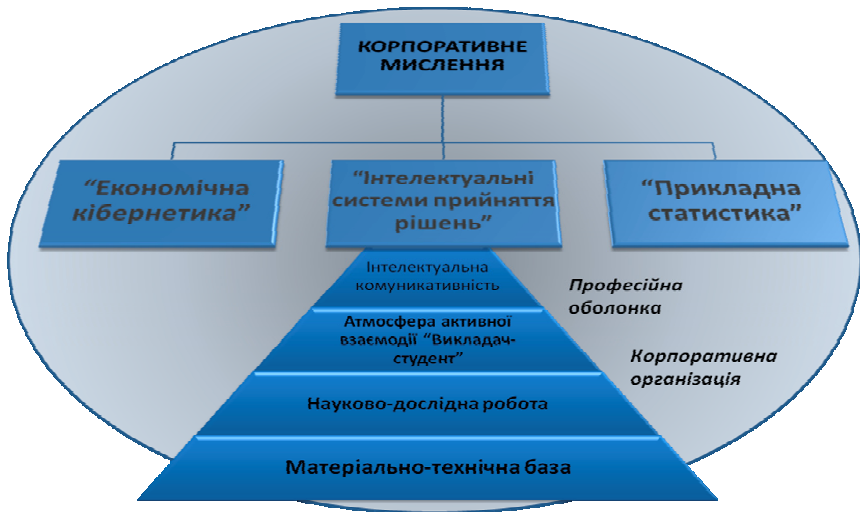 КОРПОРАТИВНЕ
МИСЛЕННЯ
“Економічна
кібернетика”
“Інтелектуальні
системи прийняття
рішень”
“Прикладна
статистика”
Інтелектуальна
комунікативність
Атмосфера активної
взаємодії “Викладач-
студент”
Науково-дослідна робота
Матеріально-технічна база
Професійна
оболонка
Корпоративна
організація